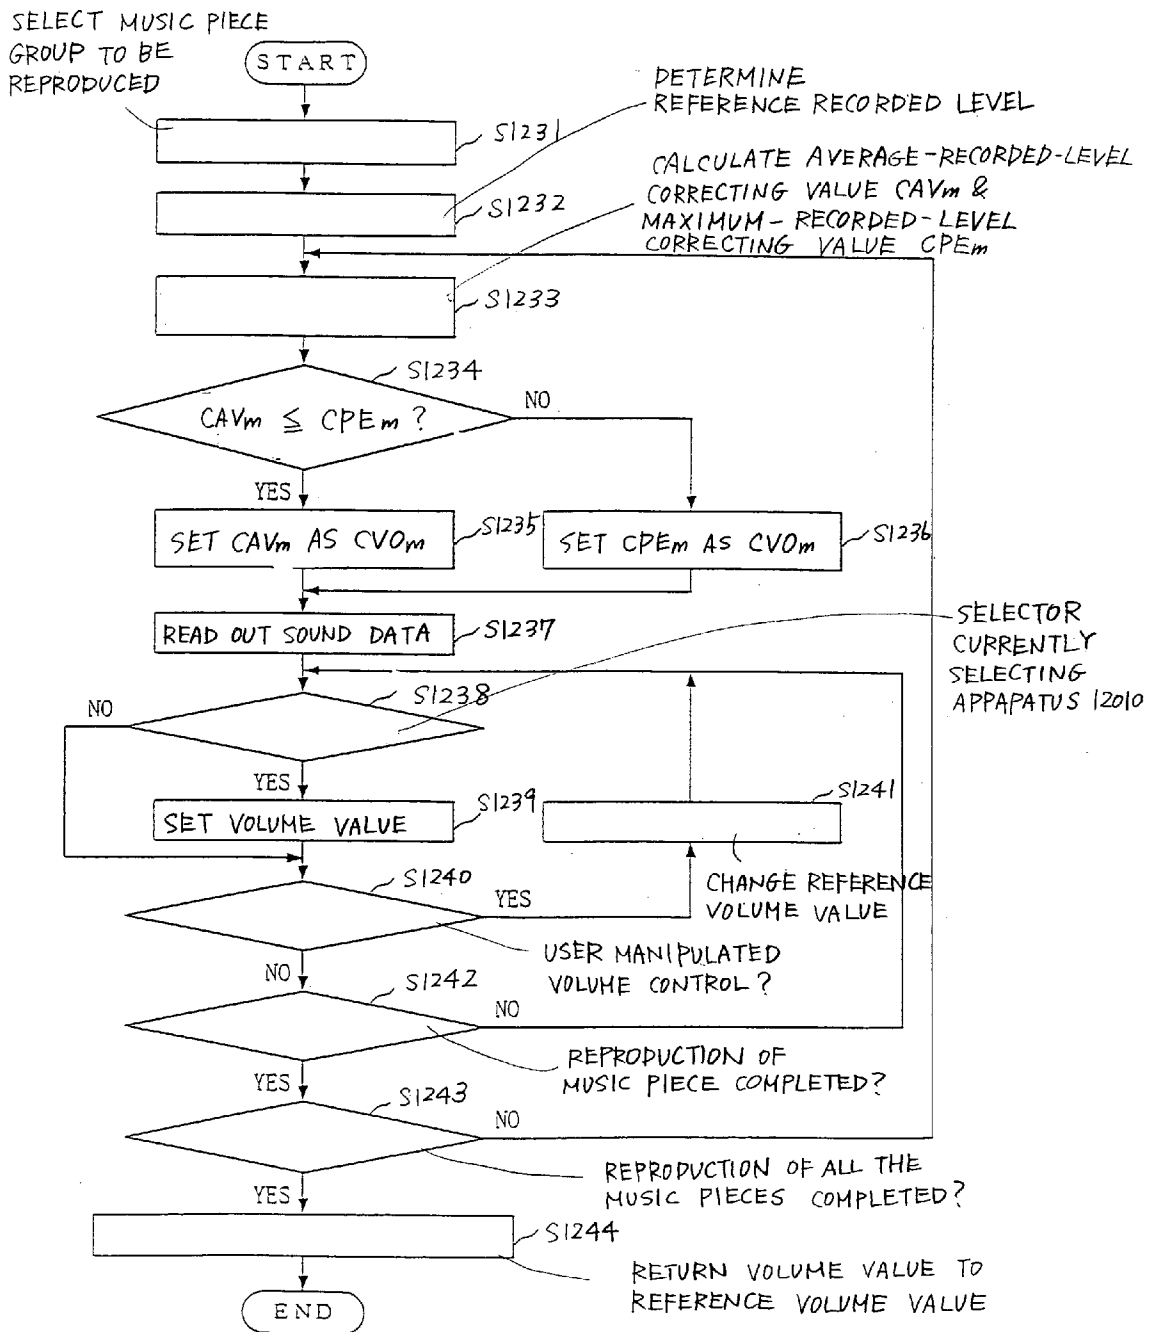 SELECT MUSIC PIECE
GROUP TO BE
REPRODUCED
START
DETERMINE
REFERENCE RECORDED LEVEL
S1231
CALCULATE AVERAGE-RECORDED-LEVEL
CORRECTING VALUE CAVm &
MAXIMUM-RECORDED-LEVEL
CORRECTING VALUE CPEm
S1232
S1233
S1234
CAVm ≦ CPEm ?
NO
YES
SET CAVm AS CVOm
S1235
SET CPEm AS CVOm
S1236
READ OUT SOUND DATA
S1237
SELECTOR
CURRENTLY
SELECTING
APPAPATUS 12010
S1238
NO
YES
SET VOLUME VALUE
S1239
S1241
CHANGE REFERENCE
VOLUME VALUE
S1240
YES
USER MANIPULATED
VOLUME CONTROL?
NO
S1242
NO
REPRODUCTION OF
MUSIC PIECE COMPLETED?
YES
S1243
NO
REPRODUCTION OF ALL THE
MUSIC PIECES COMPLETED?
YES
S1244
RETURN VOLUME VALUE TO
REFERENCE VOLUME VALUE
END